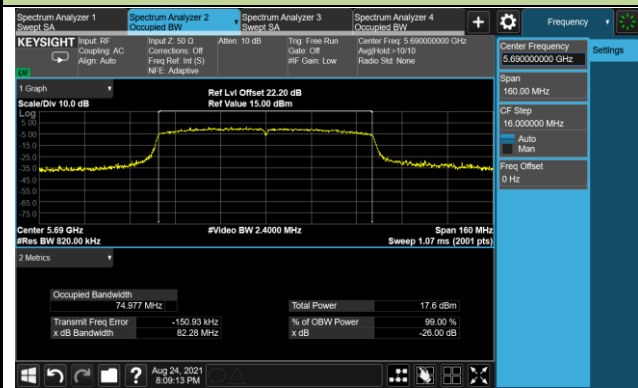 Spectrum Analyzer 1
Swept SA
Spectrum Analyzer 2
Occupied BW
Spectrum Analyzer 3
Swept SA
Spectrum Analyzer 4
Occupied BW
+
Frequency
KEYSIGHT
Input: RF
Coupling: AC
Align: Auto
Input Z: 50 Ω
Corrections: Off
Freq Ref: Int (S)
NFE: Adaptive
Atten: 10 dB
Trig: Free Run
Gate: Off
#IF Gain: Low
Center Freq: 5.690000000 GHz
Avg|Hold:>10/10
Radio Std: None
LVI
Center Frequency
5.690000000 GHz
Settings
Span
160.00 MHz
CF Step
16.000000 MHz
Auto
Man
Freq Offset
0 Hz
1 Graph
Scale/Div 10.0 dB
Ref Lvl Offset 22.20 dB
Ref Value 15.00 dBm
Log
5.00
-5.00
-15.0
-25.0
-35.0
-45.0
-55.0
-65.0
-75.0
Center 5.69 GHz
#Res BW 820.00 kHz
#Video BW 2.4000 MHz
Span 160 MHz
Sweep 1.07 ms (2001 pts)
2 Metrics
Occupied Bandwidth
74.977 MHz
Total Power 17.6 dBm
Transmit Freq Error -150.93 kHz
% of OBW Power 99.00 %
x dB Bandwidth 82.28 MHz
x dB -26.00 dB
?
Aug 24, 2021
8:09:13 PM